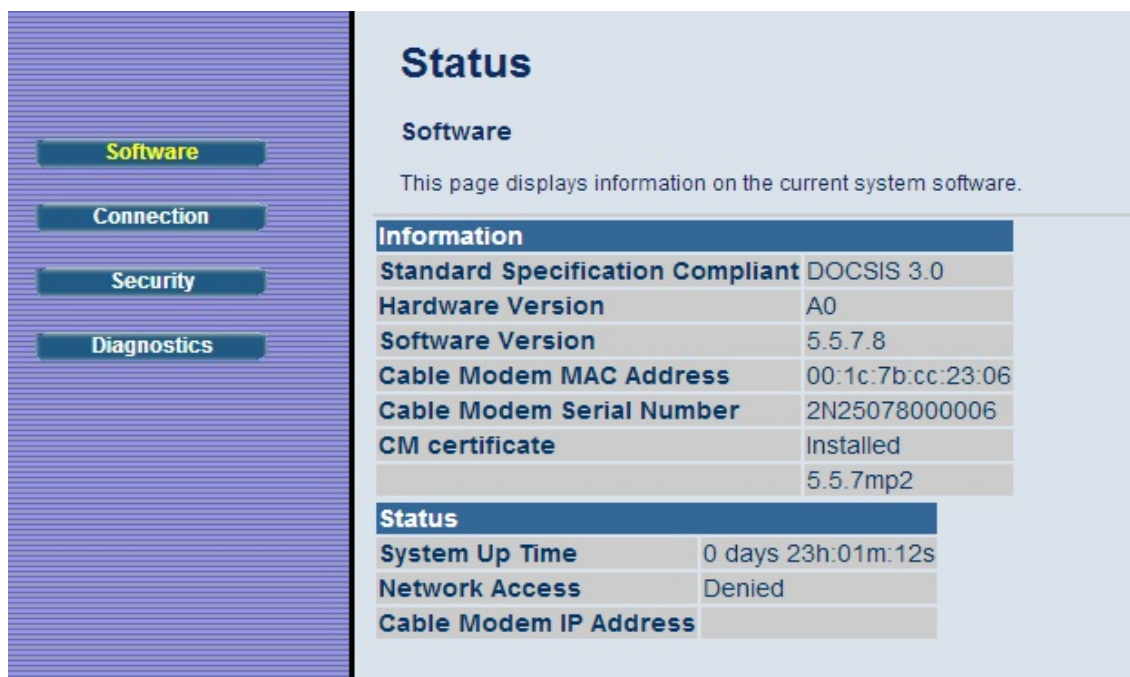 Software
Connection
Security
Diagnostics
Status
Software
This page displays information on the current system software.
Information
Standard Specification Compliant DOCSIS 3.0
Hardware Version A0
Software Version 5.5.7.8
Cable Modem MAC Address 00:1c:7b:cc:23:06
Cable Modem Serial Number 2N25078000006
CM certificate Installed
5.5.7mp2
Status
System Up Time 0 days 23h:01m:12s
Network Access Denied
Cable Modem IP Address